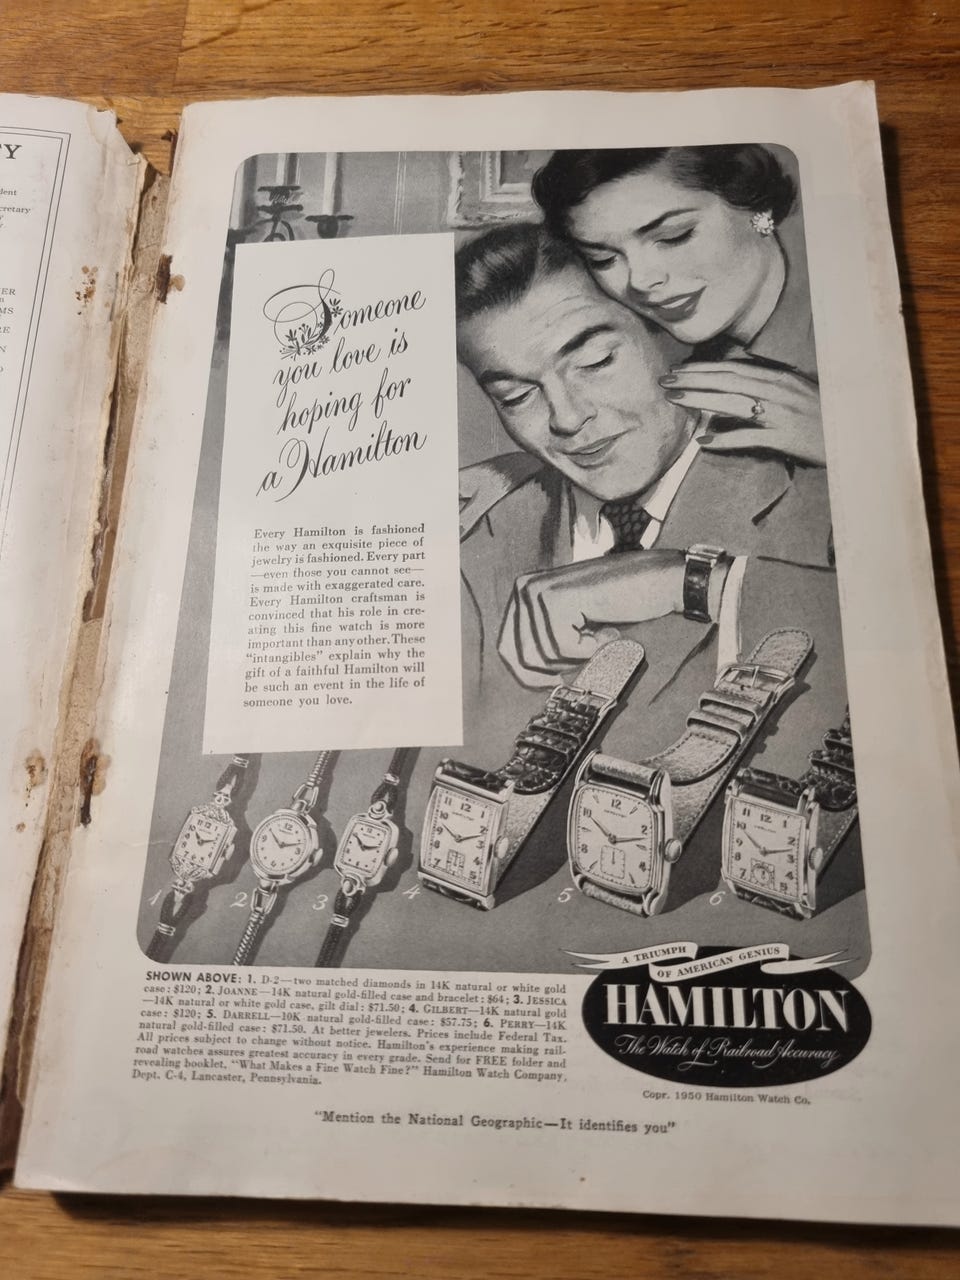 TY
dent
cretary
ER
MS
RE
N
Someone
you love is
hoping for
a Hamilton
Every Hamilton is fashioned
the way an exquisite piece of
jewelry is fashioned. Every part
—even those you cannot see—
is made with exaggerated care.
Every Hamilton craftsman is
convinced that his role in cre-
ating this fine watch is more
important than any other. These
"intangibles" explain why the
gift of a faithful Hamilton will
be such an event in the life of
someone you love.
1 2 3 4 5 6
SHOWN ABOVE: 1. D-2—two matched diamonds in 14K natural or white gold
case: $120; 2. JOANNE—14K natural gold-filled case and bracelet: $64; 3. JESSICA
—14K natural or white gold case, gilt dial: $71.50; 4. GILBERT—14K natural gold
case: $120; 5. DARRELL—10K natural gold-filled case: $57.75; 6. PERRY—14K
natural gold-filled case: $71.50. At better jewelers. Prices include Federal Tax.
All prices subject to change without notice. Hamilton's experience making rail-
road watches assures greatest accuracy in every grade. Send for FREE folder and
revealing booklet, "What Makes a Fine Watch Fine?" Hamilton Watch Company,
Dept. C-4, Lancaster, Pennsylvania.
A TRIUMPH
OF AMERICAN GENIUS
HAMILTON
The Watch of Railroad Accuracy
Copr. 1950 Hamilton Watch Co.
"Mention the National Geographic—It identifies you"